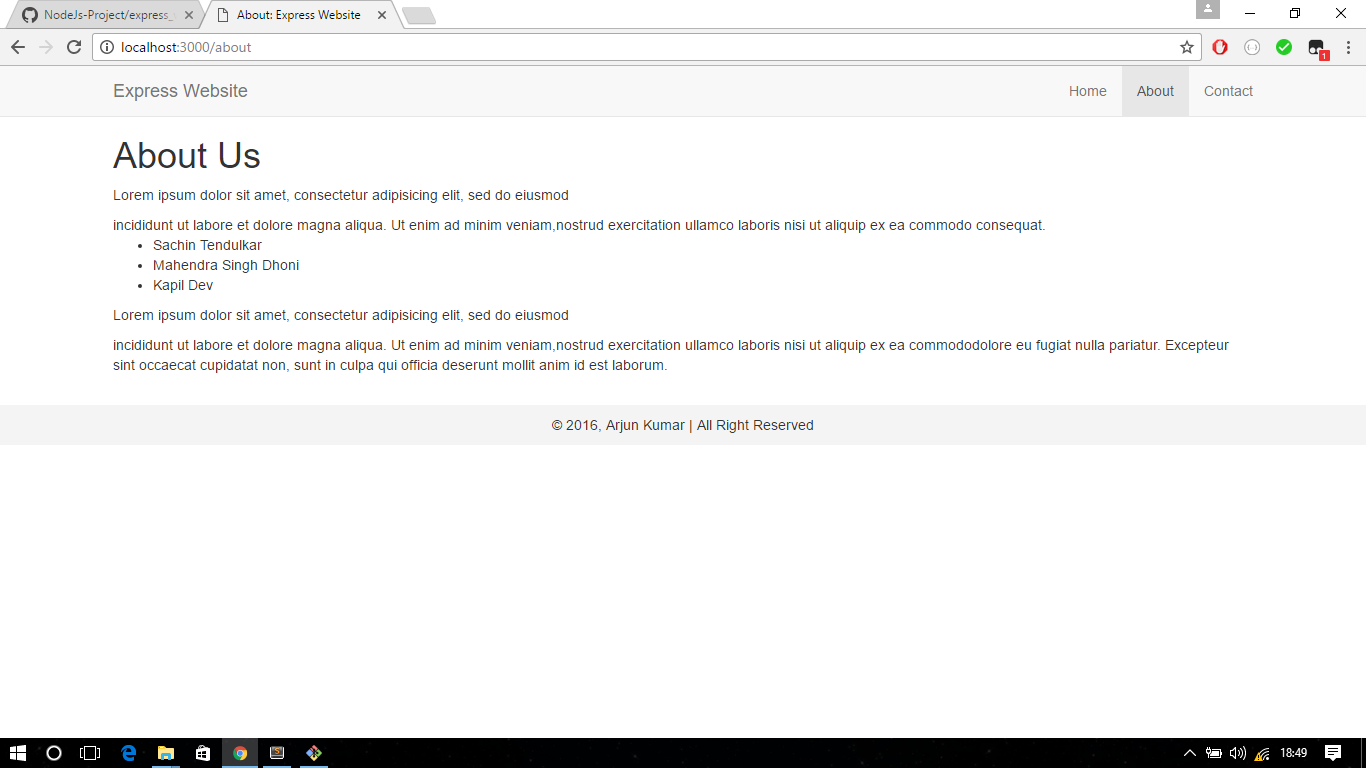 NodeJs-Project/express_
About: Express Website
localhost:3000/about
1
Express Website
Home
About
Contact
About Us
Lorem ipsum dolor sit amet, consectetur adipisicing elit, sed do eiusmod
incididunt ut labore et dolore magna aliqua. Ut enim ad minim veniam,nostrud exercitation ullamco laboris nisi ut aliquip ex ea commodo consequat.
• Sachin Tendulkar
• Mahendra Singh Dhoni
• Kapil Dev
Lorem ipsum dolor sit amet, consectetur adipisicing elit, sed do eiusmod
incididunt ut labore et dolore magna aliqua. Ut enim ad minim veniam,nostrud exercitation ullamco laboris nisi ut aliquip ex ea commododolore eu fugiat nulla pariatur. Excepteur
sint occaecat cupidatat non, sunt in culpa qui officia deserunt mollit anim id est laborum.
© 2016, Arjun Kumar | All Right Reserved
18:49